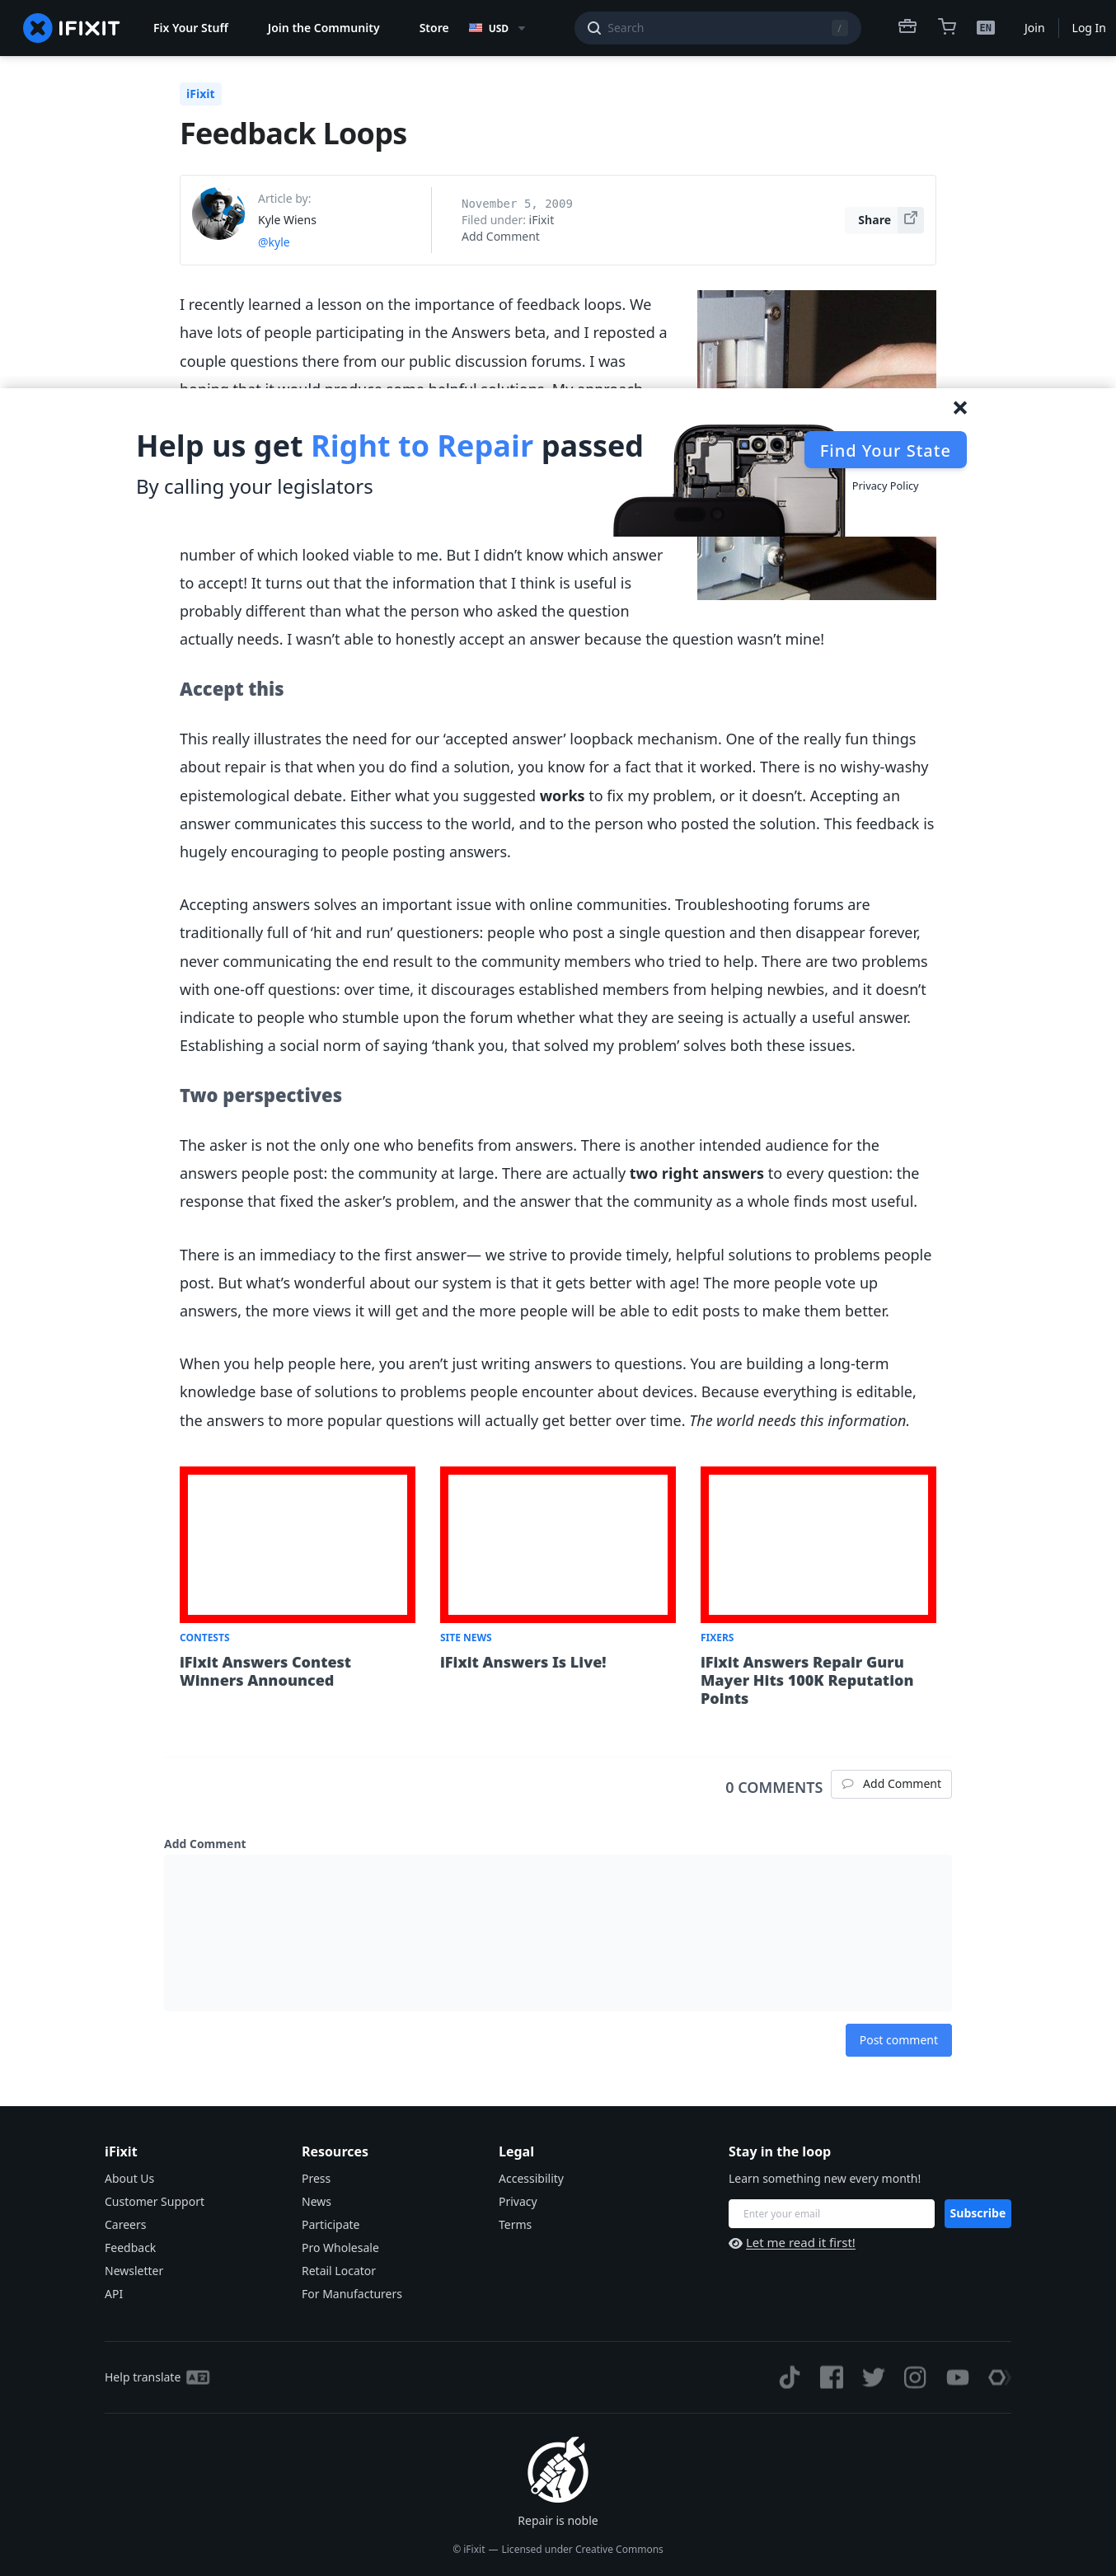 IFIXIT
Fix Your Stuff
Join the Community
Store
USD
Search
/
EN
Join
Log In
iFixit
Feedback Loops
Article by:
Kyle Wiens
@kyle
November 5, 2009
Filed under: iFixit
Add Comment
Share
I recently learned a lesson on the importance of feedback loops. We
have lots of people participating in the Answers beta, and I reposted a
couple questions there from our public discussion forums. I was
Help us get Right to Repair passed
By calling your legislators
Find Your State
Privacy Policy
number of which looked viable to me. But I didn’t know which answer
to accept! It turns out that the information that I think is useful is
probably different than what the person who asked the question
actually needs. I wasn’t able to honestly accept an answer because the question wasn’t mine!
Accept this
This really illustrates the need for our ‘accepted answer’ loopback mechanism. One of the really fun things
about repair is that when you do find a solution, you know for a fact that it worked. There is no wishy-washy
epistemological debate. Either what you suggested works to fix my problem, or it doesn’t. Accepting an
answer communicates this success to the world, and to the person who posted the solution. This feedback is
hugely encouraging to people posting answers.
Accepting answers solves an important issue with online communities. Troubleshooting forums are
traditionally full of ‘hit and run’ questioners: people who post a single question and then disappear forever,
never communicating the end result to the community members who tried to help. There are two problems
with one-off questions: over time, it discourages established members from helping newbies, and it doesn’t
indicate to people who stumble upon the forum whether what they are seeing is actually a useful answer.
Establishing a social norm of saying ‘thank you, that solved my problem’ solves both these issues.
Two perspectives
The asker is not the only one who benefits from answers. There is another intended audience for the
answers people post: the community at large. There are actually two right answers to every question: the
response that fixed the asker’s problem, and the answer that the community as a whole finds most useful.
There is an immediacy to the first answer— we strive to provide timely, helpful solutions to problems people
post. But what’s wonderful about our system is that it gets better with age! The more people vote up
answers, the more views it will get and the more people will be able to edit posts to make them better.
When you help people here, you aren’t just writing answers to questions. You are building a long-term
knowledge base of solutions to problems people encounter about devices. Because everything is editable,
the answers to more popular questions will actually get better over time. The world needs this information.
CONTESTS
iFixit Answers Contest
Winners Announced
SITE NEWS
iFixit Answers Is Live!
FIXERS
iFixit Answers Repair Guru
Mayer Hits 100K Reputation
Points
0 COMMENTS
Add Comment
Add Comment
Post comment
iFixit
About Us
Customer Support
Careers
Feedback
Newsletter
API
Resources
Press
News
Participate
Pro Wholesale
Retail Locator
For Manufacturers
Legal
Accessibility
Privacy
Terms
Stay in the loop
Learn something new every month!
Enter your email
Subscribe
Let me read it first!
Help translate
Repair is noble
© iFixit — Licensed under Creative Commons